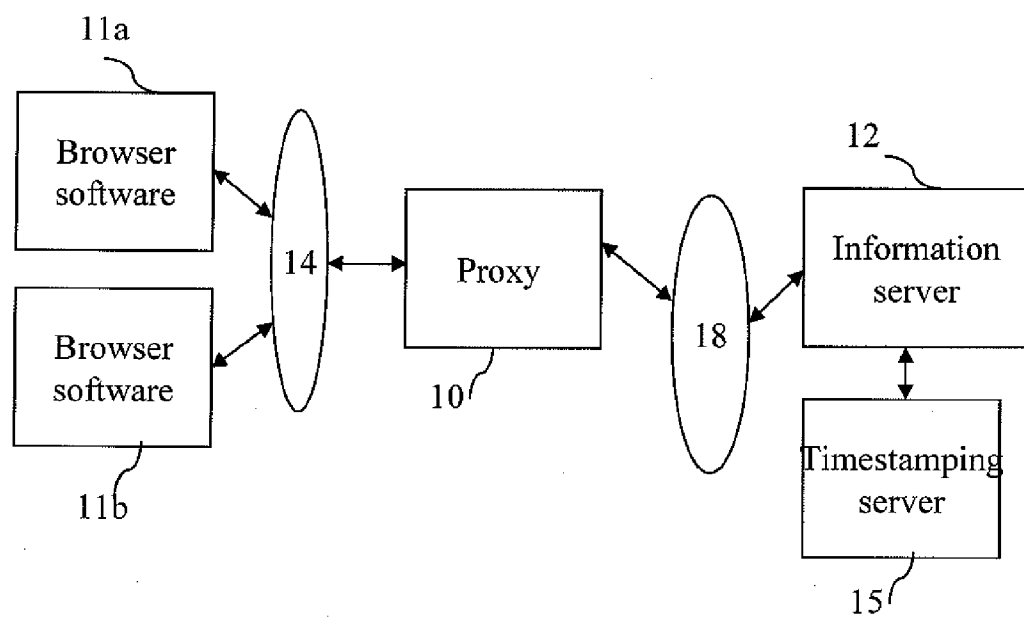 11a
Browser
software
14
Browser
software
11b
Proxy
10
18
12
Information
server
Timestamping
server
15